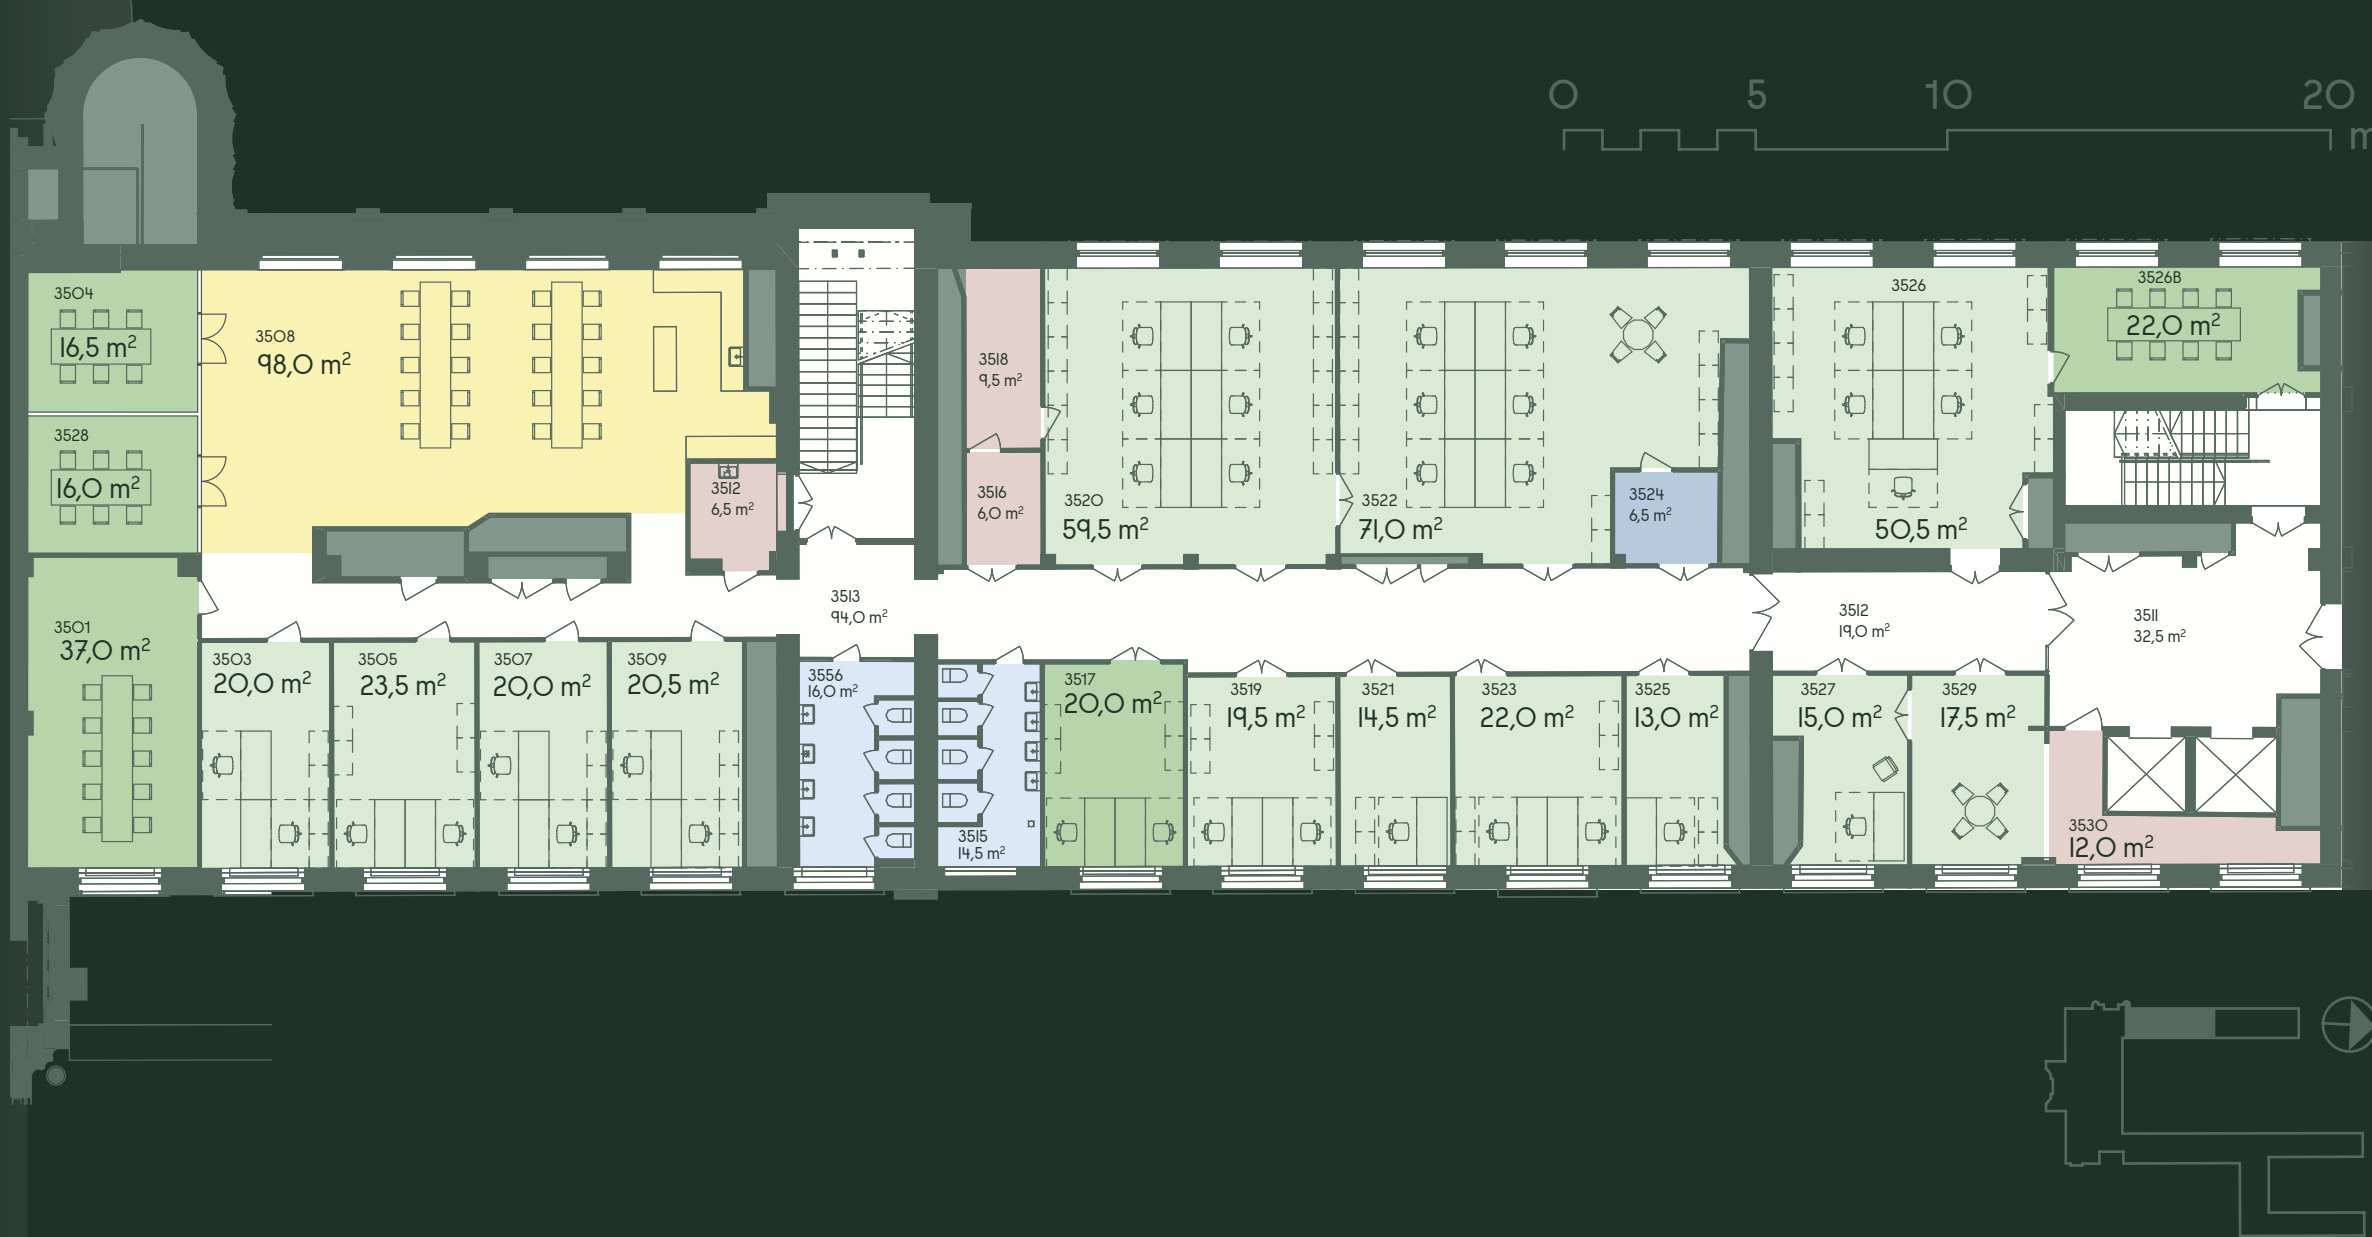 0 5 10 20
m
3504
16,5 m²
3508
98,0 m²
3528
16,0 m²
3512
6,5 m²
3501
37,0 m²
3503
20,0 m²
3505
23,5 m²
3507
20,0 m²
3509
20,5 m²
3513
94,0 m²
3556
16,0 m²
3515
14,5 m²
3518
9,5 m²
3516
6,0 m²
3520
59,5 m²
3522
71,0 m²
3524
6,5 m²
3526
50,5 m²
3526B
22,0 m²
3512
19,0 m²
3511
32,5 m²
3517
20,0 m²
3519
19,5 m²
3521
14,5 m²
3523
22,0 m²
3525
13,0 m²
3527
15,0 m²
3529
17,5 m²
3530
12,0 m²